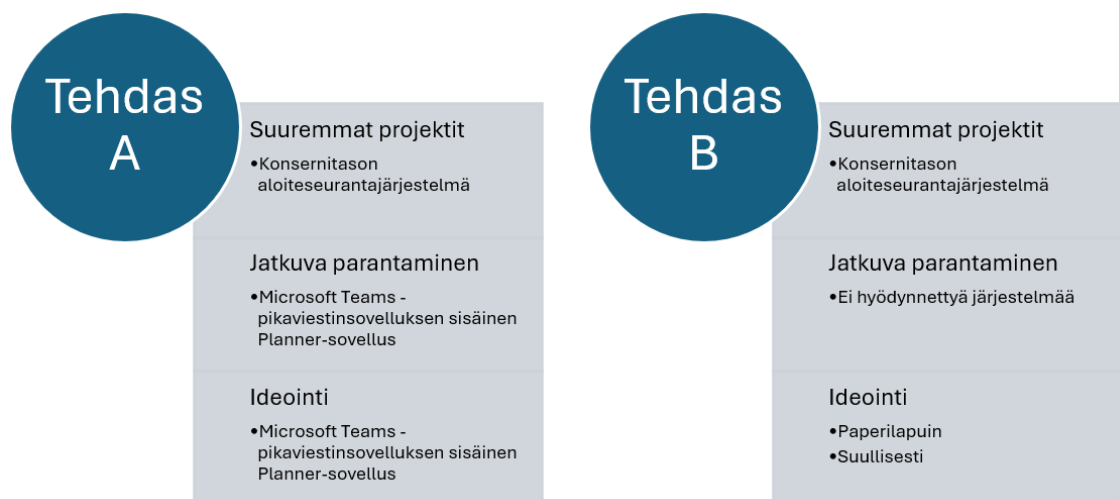 Tehdas
A
Suuremmat projektit
•Konsernitason
aloiteseurantajärjestelmä
Jatkuva parantaminen
•Microsoft Teams -
pikaviestinsovelluksen sisäinen
Planner-sovellus
Ideointi
•Microsoft Teams -
pikaviestinsovelluksen sisäinen
Planner-sovellus
Tehdas
B
Suuremmat projektit
•Konsernitason
aloiteseurantajärjestelmä
Jatkuva parantaminen
•Ei hyödynnettyä järjestelmää
Ideointi
•Paperilapuin
•Suullisesti